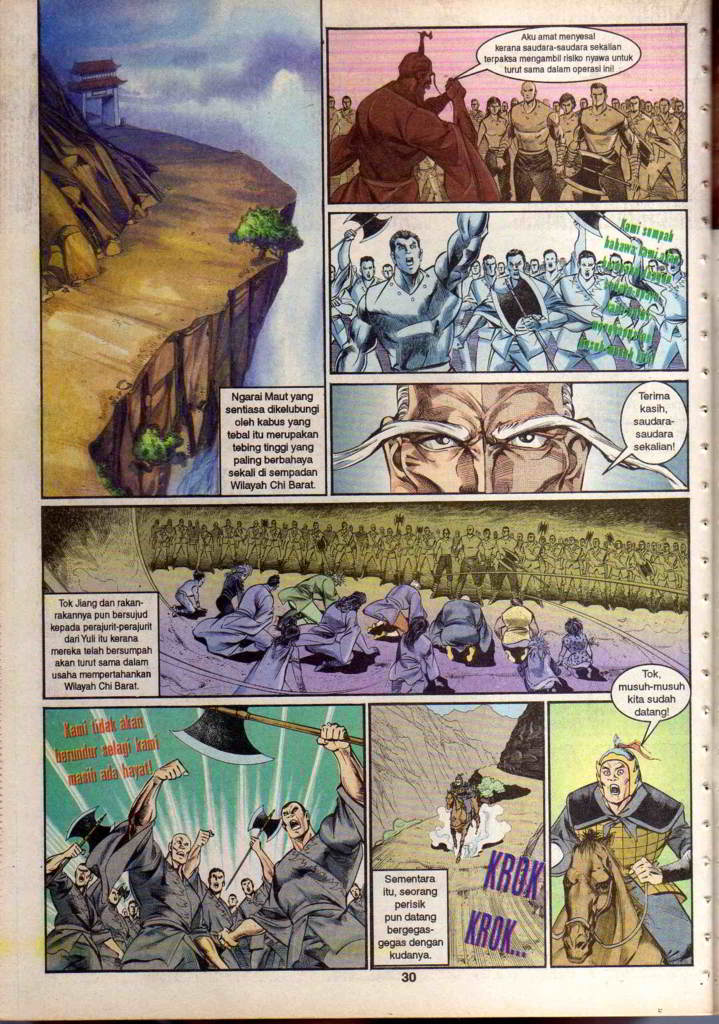 Ngarai Maut yang
sentiasa dikelubungi
oleh kabus yang
tebal itu merupakan
tebing tinggi yang
paling berbahaya
sekali di sempadan
Wilayah Chi Barat.
Aku amat menyesal
kerana saudara-saudara sekalian
terpaksa mengambil risiko nyawa untuk
turut sama dalam operasi ini!
Kami sumpah
bahawa kami akan
Terima
kasih,
saudara-
saudara
sekalian!
Tok Jiang dan rakan-
rakannya pun bersujud
kepada perajurit-perajurit
dari Yuli itu kerana
mereka telah bersumpah
akan turut sama dalam
usaha mempertahankan
Wilayah Chi Barat.
Kami tidak akan
berundur selagi kami
masih ada hayat!
Sementara
itu, seorang
perisik
pun datang
bergegas-
gegas dengan
kudanya.
KROK
KROK...
Tok,
musuh-musuh
kita sudah
datang!
30